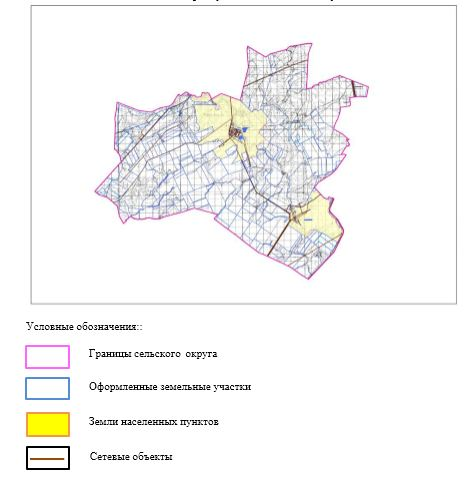 Условные обозначения::
Границы сельского округа
Оформленные земельные участки
Земли населенных пунктов
Сетевые объекты